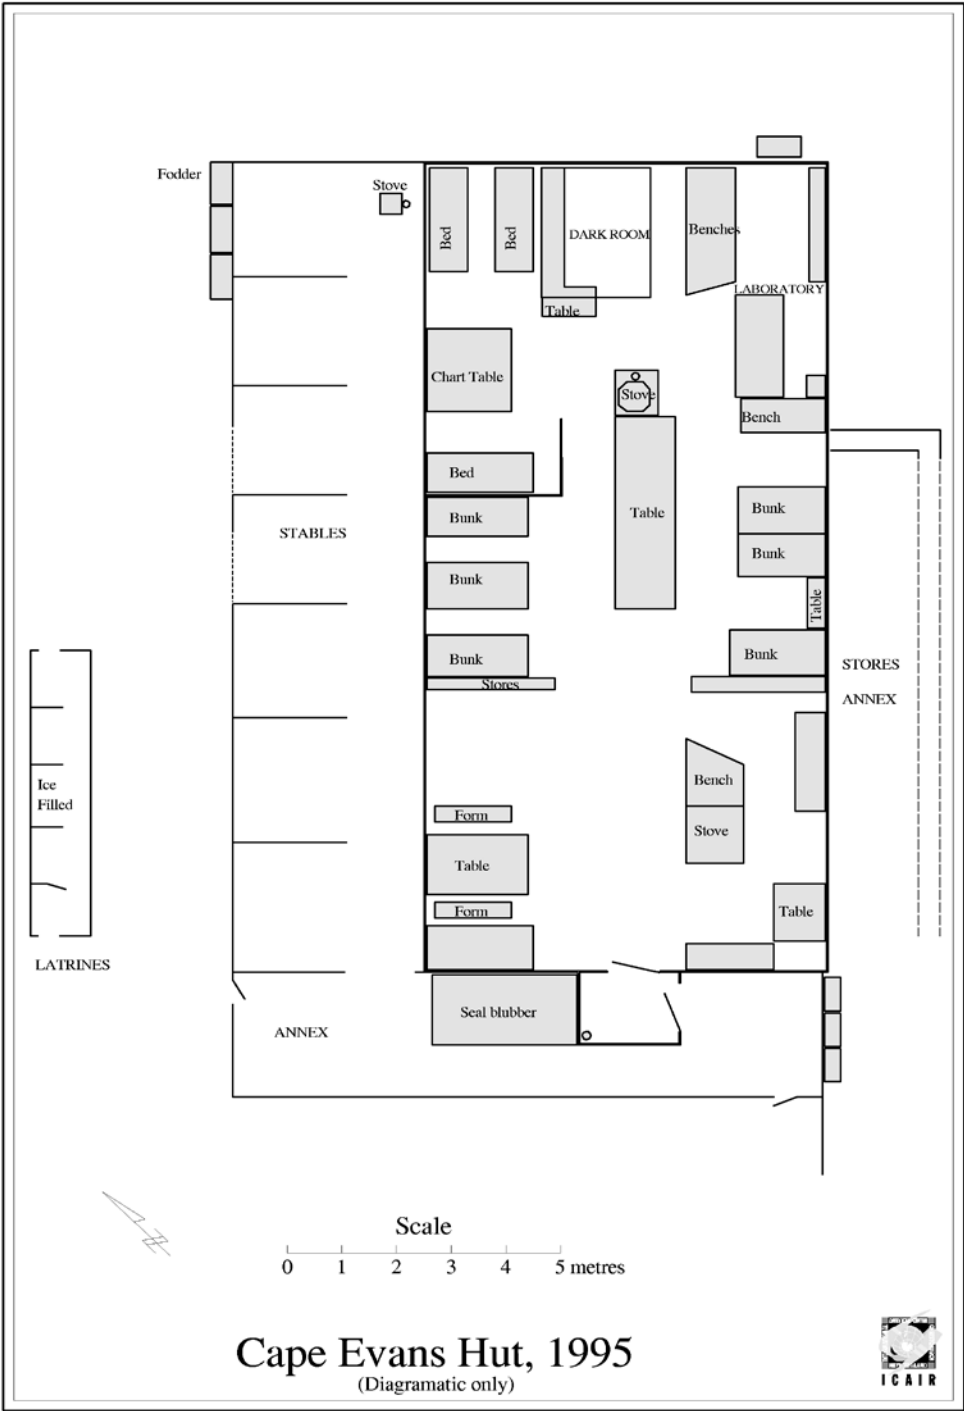 Fodder
Stove
Bed
Bed
DARK ROOM
Benches
LABORATORY
Table
Chart Table
Stove
Bench
Bed
Bunk
Table
Bunk
STABLES
Bunk
Bunk
Table
Bunk
Bunk
Stores
STORES
ANNEX
Ice
Filled
Bench
Form
Stove
Table
Form
Table
LATRINES
Seal blubber
ANNEX
Scale
0 1 2 3 4 5 metres
Cape Evans Hut, 1995
(Diagramatic only)
ICAIR